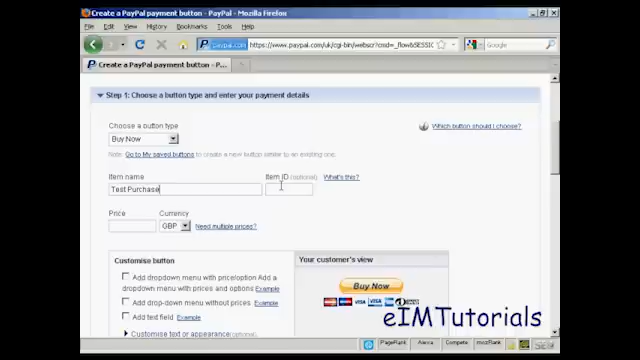 Create a PayPal payment button - PayPal - Mozilla Firefox
File Edit View History Bookmarks Tools Help
paypal.com https://www.paypal.com/uk/cgi-bin/webscr?cmd=_flow&SESSIO
Google
Create a PayPal payment button - P...
Step 1: Choose a button type and enter your payment details
Choose a button type
Buy Now
Which button should I choose?
Note: Go to My saved buttons to create a new button similar to an existing one.
Item name Item ID (optional) What's this?
Test Purchase
Price Currency
GBP Need multiple prices?
Customise button
Your customer's view
Add dropdown menu with price/option Add a
dropdown menu with prices and options Example
Buy Now
Add drop-down menu without prices Example
VISA
Add text field Example
eIMTutorials
Customise text or appearance (optional)
PageRank Alexa Compete mozRank